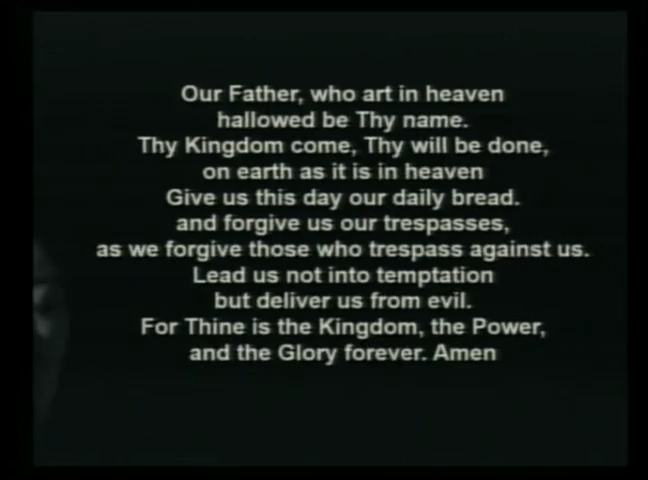 Our Father, who art in heaven
hallowed be Thy name.
Thy Kingdom come, Thy will be done,
on earth as it is in heaven
Give us this day our daily bread.
and forgive us our trespasses,
as we forgive those who trespass against us.
Lead us not into temptation
but deliver us from evil.
For Thine is the Kingdom, the Power,
and the Glory forever. Amen